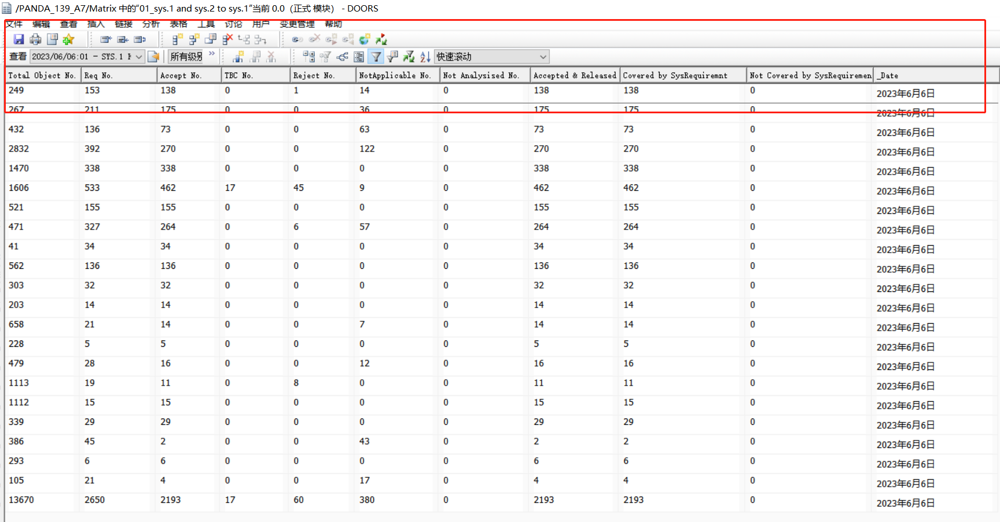 /PANDA_139_A7/Matrix 中的“01_sys.1 and sys.2 to sys.1”当前 0.0（正式 模块） - DOORS
文件 编辑 查看 插入 链接 分析 表格 工具 讨论 用户 变更管理 帮助
查看 2023/06/06:01 - SYS.1 所有级别 » 快速滚动
Total Object No. Req No. Accept No. TBC No. Reject No. NotApplicable No. Not Analysised No. Accepted & Released Covered by SysRequiremnt Not Covered by SysRequiremen _Date
249 153 138 0 1 14 0 138 138 0 2023年6月6日
267 211 175 0 0 36 0 175 175 0 2023年6月6日
432 136 73 0 0 63 0 73 73 0 2023年6月6日
2832 392 270 0 0 122 0 270 270 0 2023年6月6日
1470 338 338 0 0 0 0 338 338 0 2023年6月6日
1606 533 462 17 45 9 0 462 462 0 2023年6月6日
521 155 155 0 0 0 0 155 155 0 2023年6月6日
471 327 264 0 6 57 0 264 264 0 2023年6月6日
41 34 34 0 0 0 0 34 34 0 2023年6月6日
562 136 136 0 0 0 0 136 136 0 2023年6月6日
303 32 32 0 0 0 0 32 32 0 2023年6月6日
203 14 14 0 0 0 0 14 14 0 2023年6月6日
658 21 14 0 0 7 0 14 14 0 2023年6月6日
228 5 5 0 0 0 0 5 5 0 2023年6月6日
479 28 16 0 0 12 0 16 16 0 2023年6月6日
1113 19 11 0 8 0 0 11 11 0 2023年6月6日
1112 15 15 0 0 0 0 15 15 0 2023年6月6日
339 29 29 0 0 0 0 29 29 0 2023年6月6日
386 45 2 0 0 43 0 2 2 0 2023年6月6日
293 6 6 0 0 0 0 6 6 0 2023年6月6日
105 21 4 0 0 17 0 4 4 0 2023年6月6日
13670 2650 2193 17 60 380 0 2193 2193 0 2023年6月6日